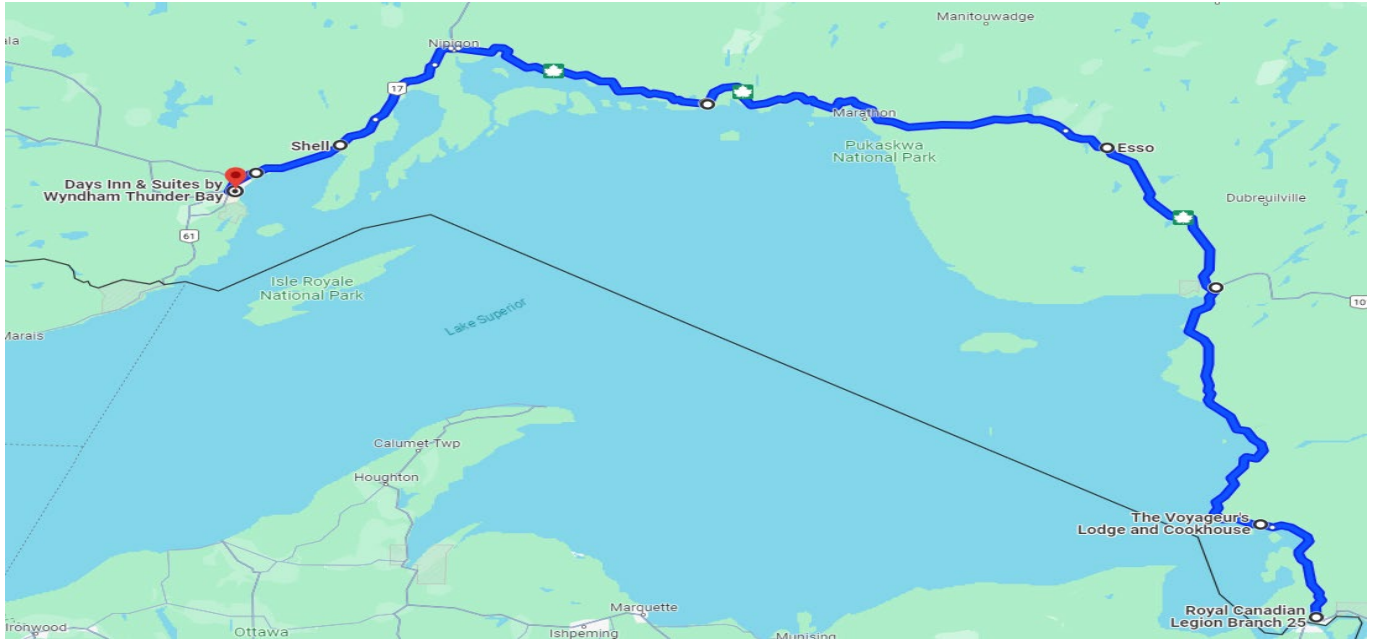 Manitouwadge
ala
Nipigon
17
Marathon
Shell
Esso
Pukaskwa
National Park
Days Inn & Suites by
Wyndham Thunder Bay
Dubreuilville
61
Isle Royale
National Park
10
Lake Superior
Marais
Calumet Twp
Houghton
The Voyageur's
Lodge and Cookhouse
Marquette
Royal Canadian
Legion Branch 25
Ironwood
Ottawa
Ishpeming
Munising